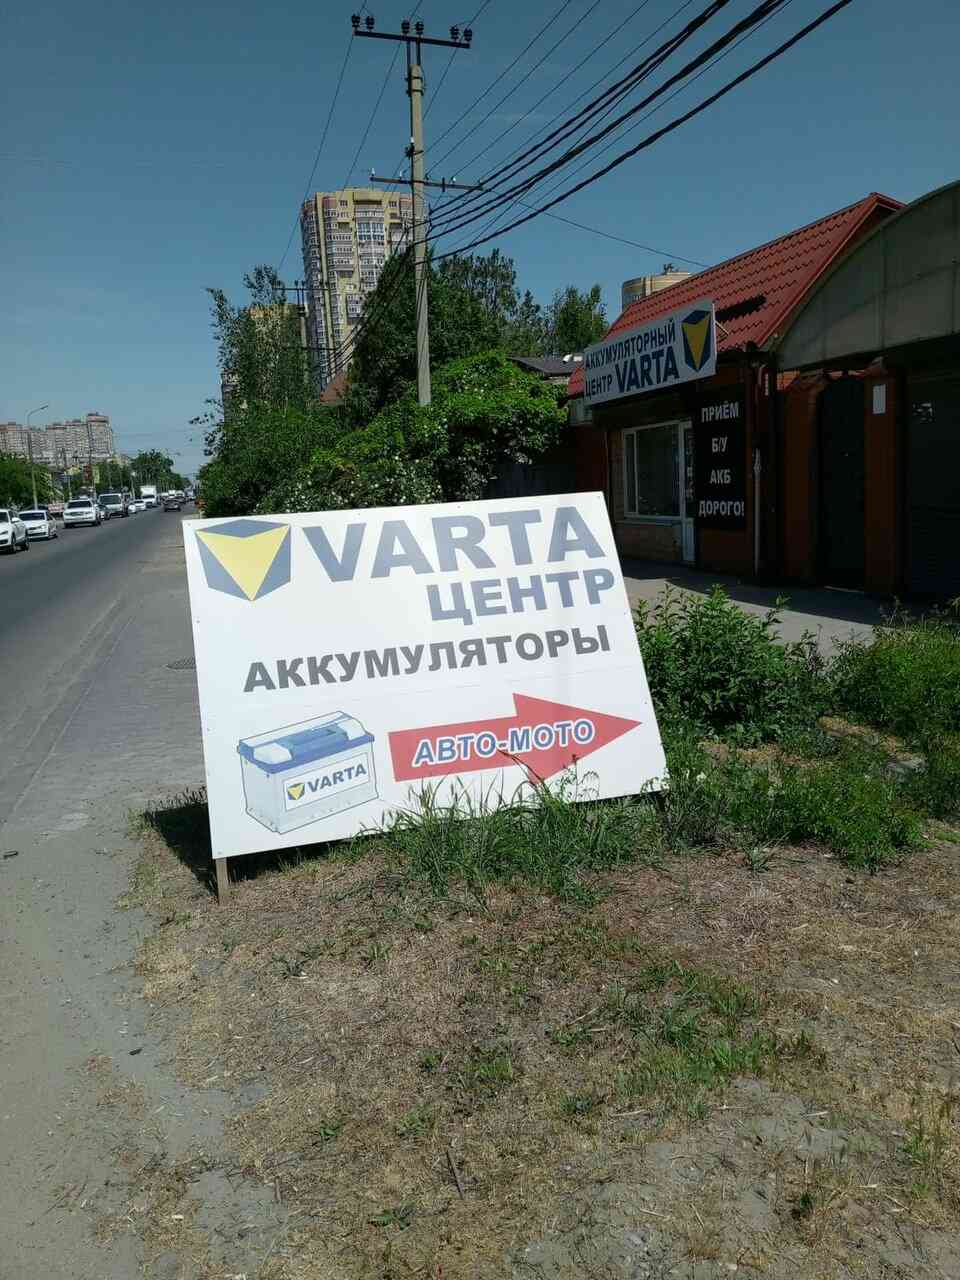 АККУМУЛЯТОРНЫЙ
ЦЕНТР VARTA
ПРИЁМ
Б/У
АКБ
ДОРОГО!
VARTA
ЦЕНТР
АККУМУЛЯТОРЫ
АВТО-МОТО
VARTA